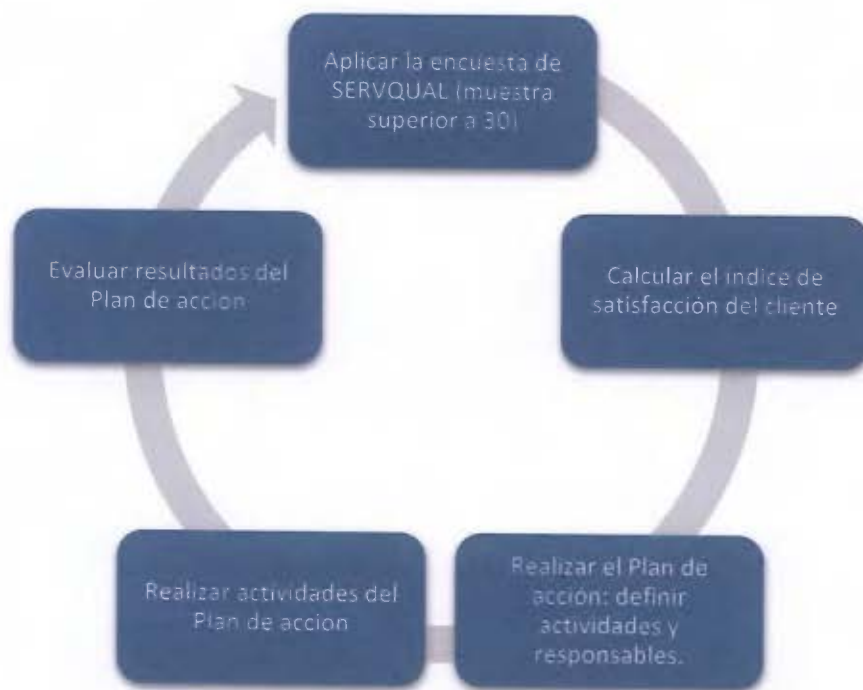 Aplicar la encuesta de
SERVQUAL (muestra
superior a 30)
Calcular el indice de
satisfacción del cliente
Realizar el Plan de
acción: definir
actividades y
responsables.
Realizar actividades del
Plan de accion
Evaluar resultados del
Plan de accion